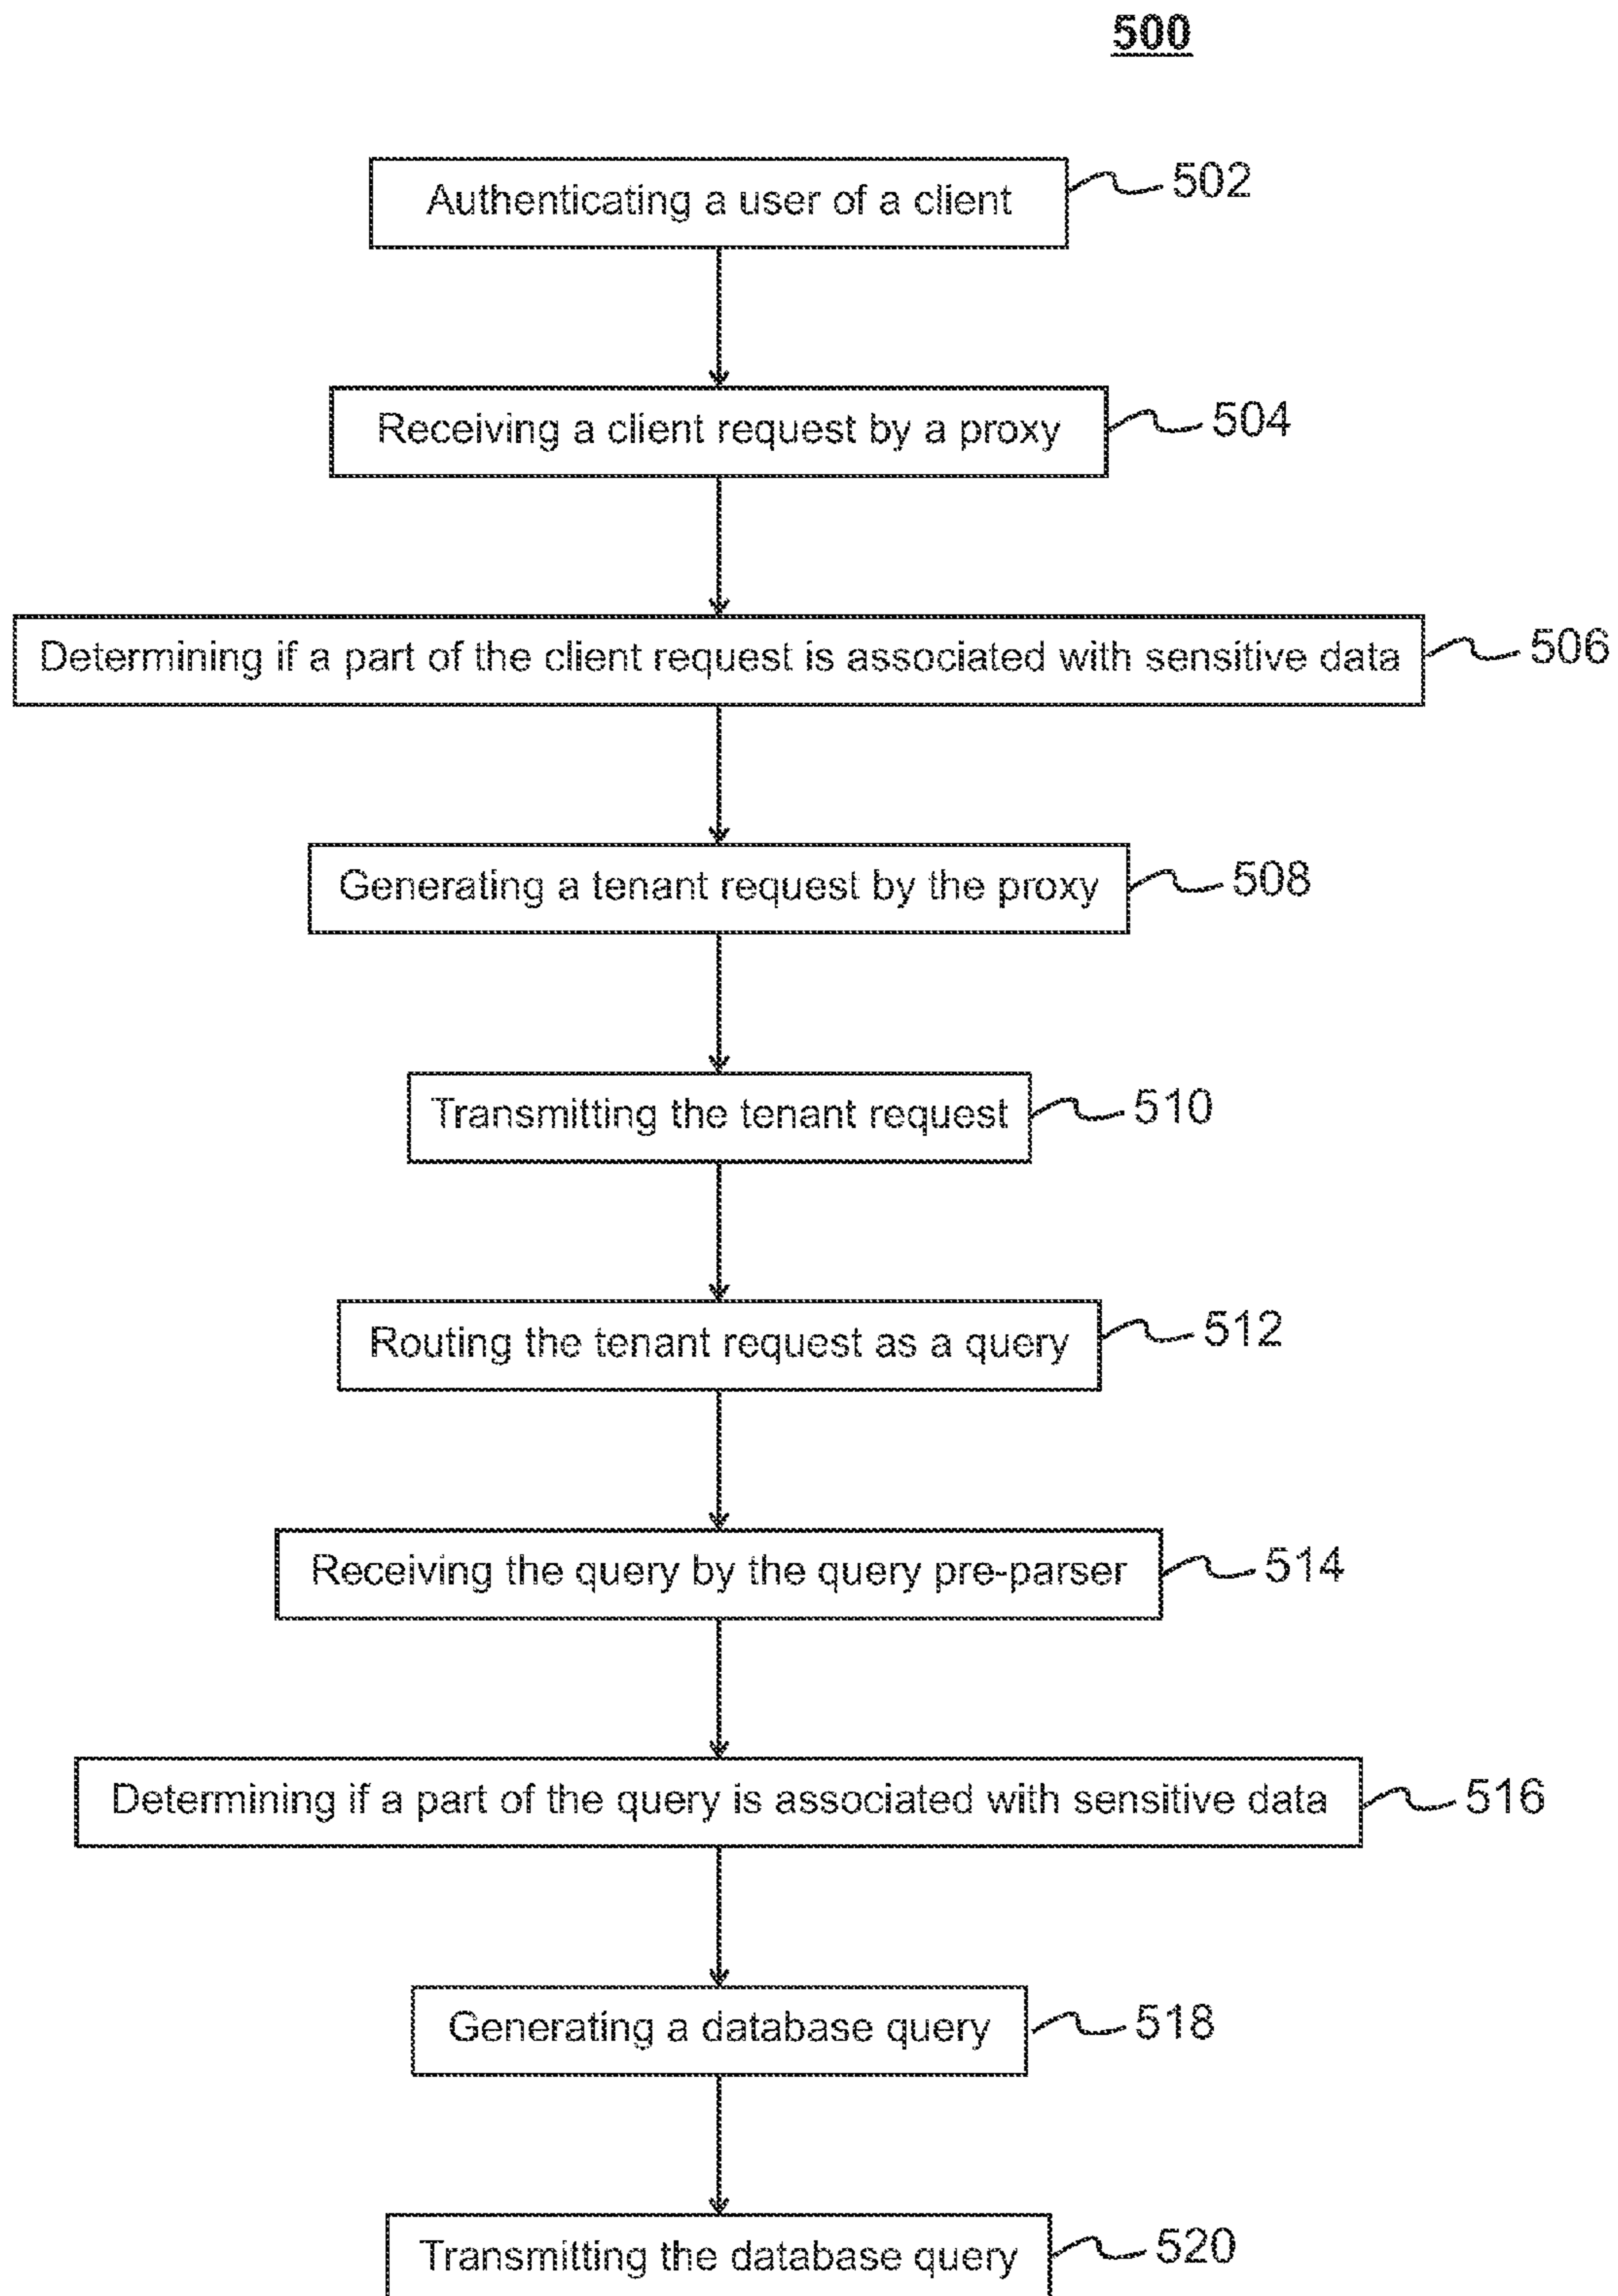 500
Authenticating a user of a client
502
Receiving a client request by a proxy
504
Determining if a part of the client request is associated with sensitive data
506
Generating a tenant request by the proxy
508
Transmitting the tenant request
510
Routing the tenant request as a query
512
Receiving the query by the query pre-parser
514
Determining if a part of the query is associated with sensitive data
516
Generating a database query
518
Transmitting the database query
520